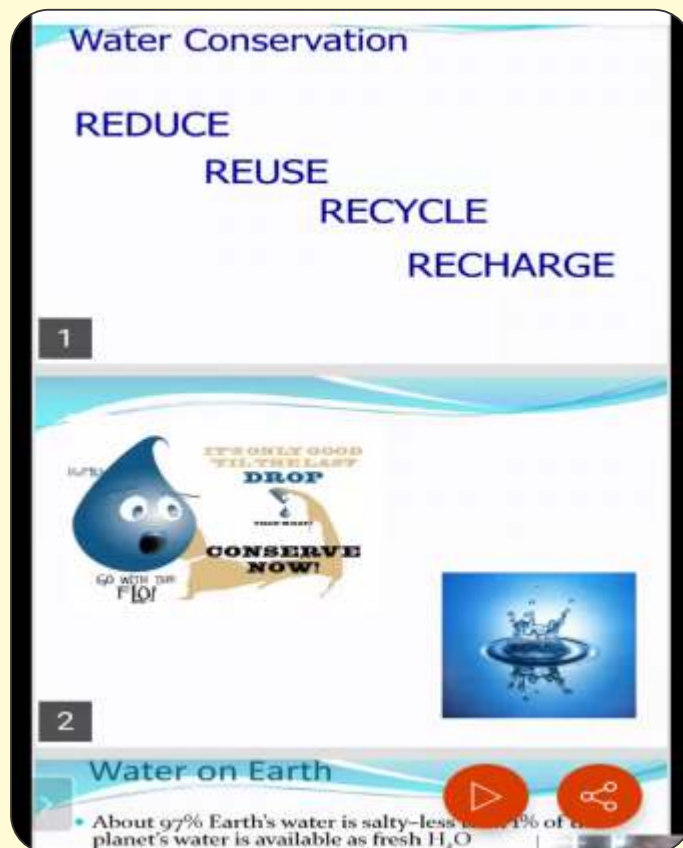 Water Conservation
REDUCE
REUSE
RECYCLE
RECHARGE
1
IT'S ONLY GOOD
'TIL THE LAST
DROP
CONSERVE
NOW!
GO WITH THE
FLO!
2
Water on Earth
About 97% Earth's water is salty–less 1% of
planet's water is available as fresh H₂O